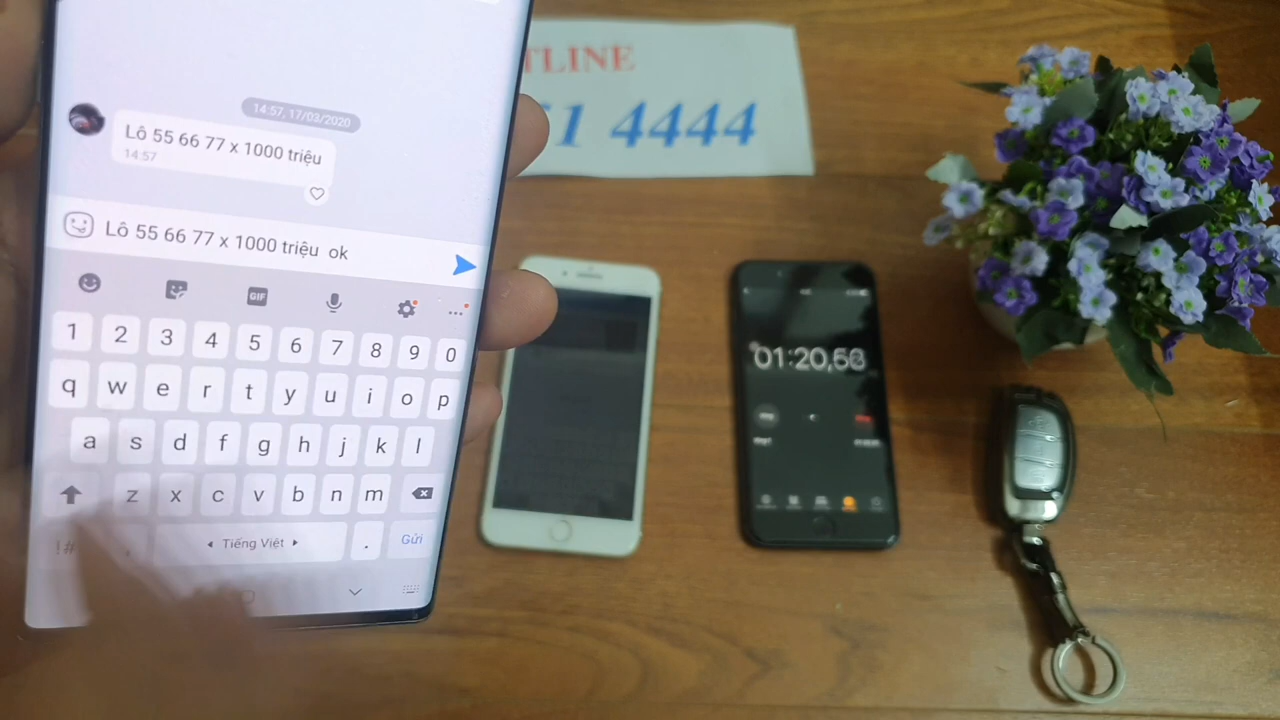 TLINE
51 4444
14:57, 17/03/2020
Lô 55 66 77 x 1000 triệu
14:57
Lô 55 66 77 x 1000 triệu ok
GIF
1 2 3 4 5 6 7 8 9 0
q w e r t y u i o p
a s d f g h j k l
z x c v b n m
!# , Tiếng Việt . Gửi
01:20,56